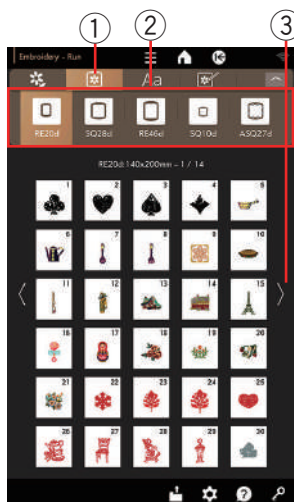 1 2 3
Embroidery - Run
Aa
RE20d SQ28d RE46d SQ10d ASQ27d
RE20d:140x200mm - 1 / 14
1 2 3 4 5
6 7 8 9 10
11 12 13 14 15
16 17 18 19 20
21 22 23 24 25
26 27 28 29 30